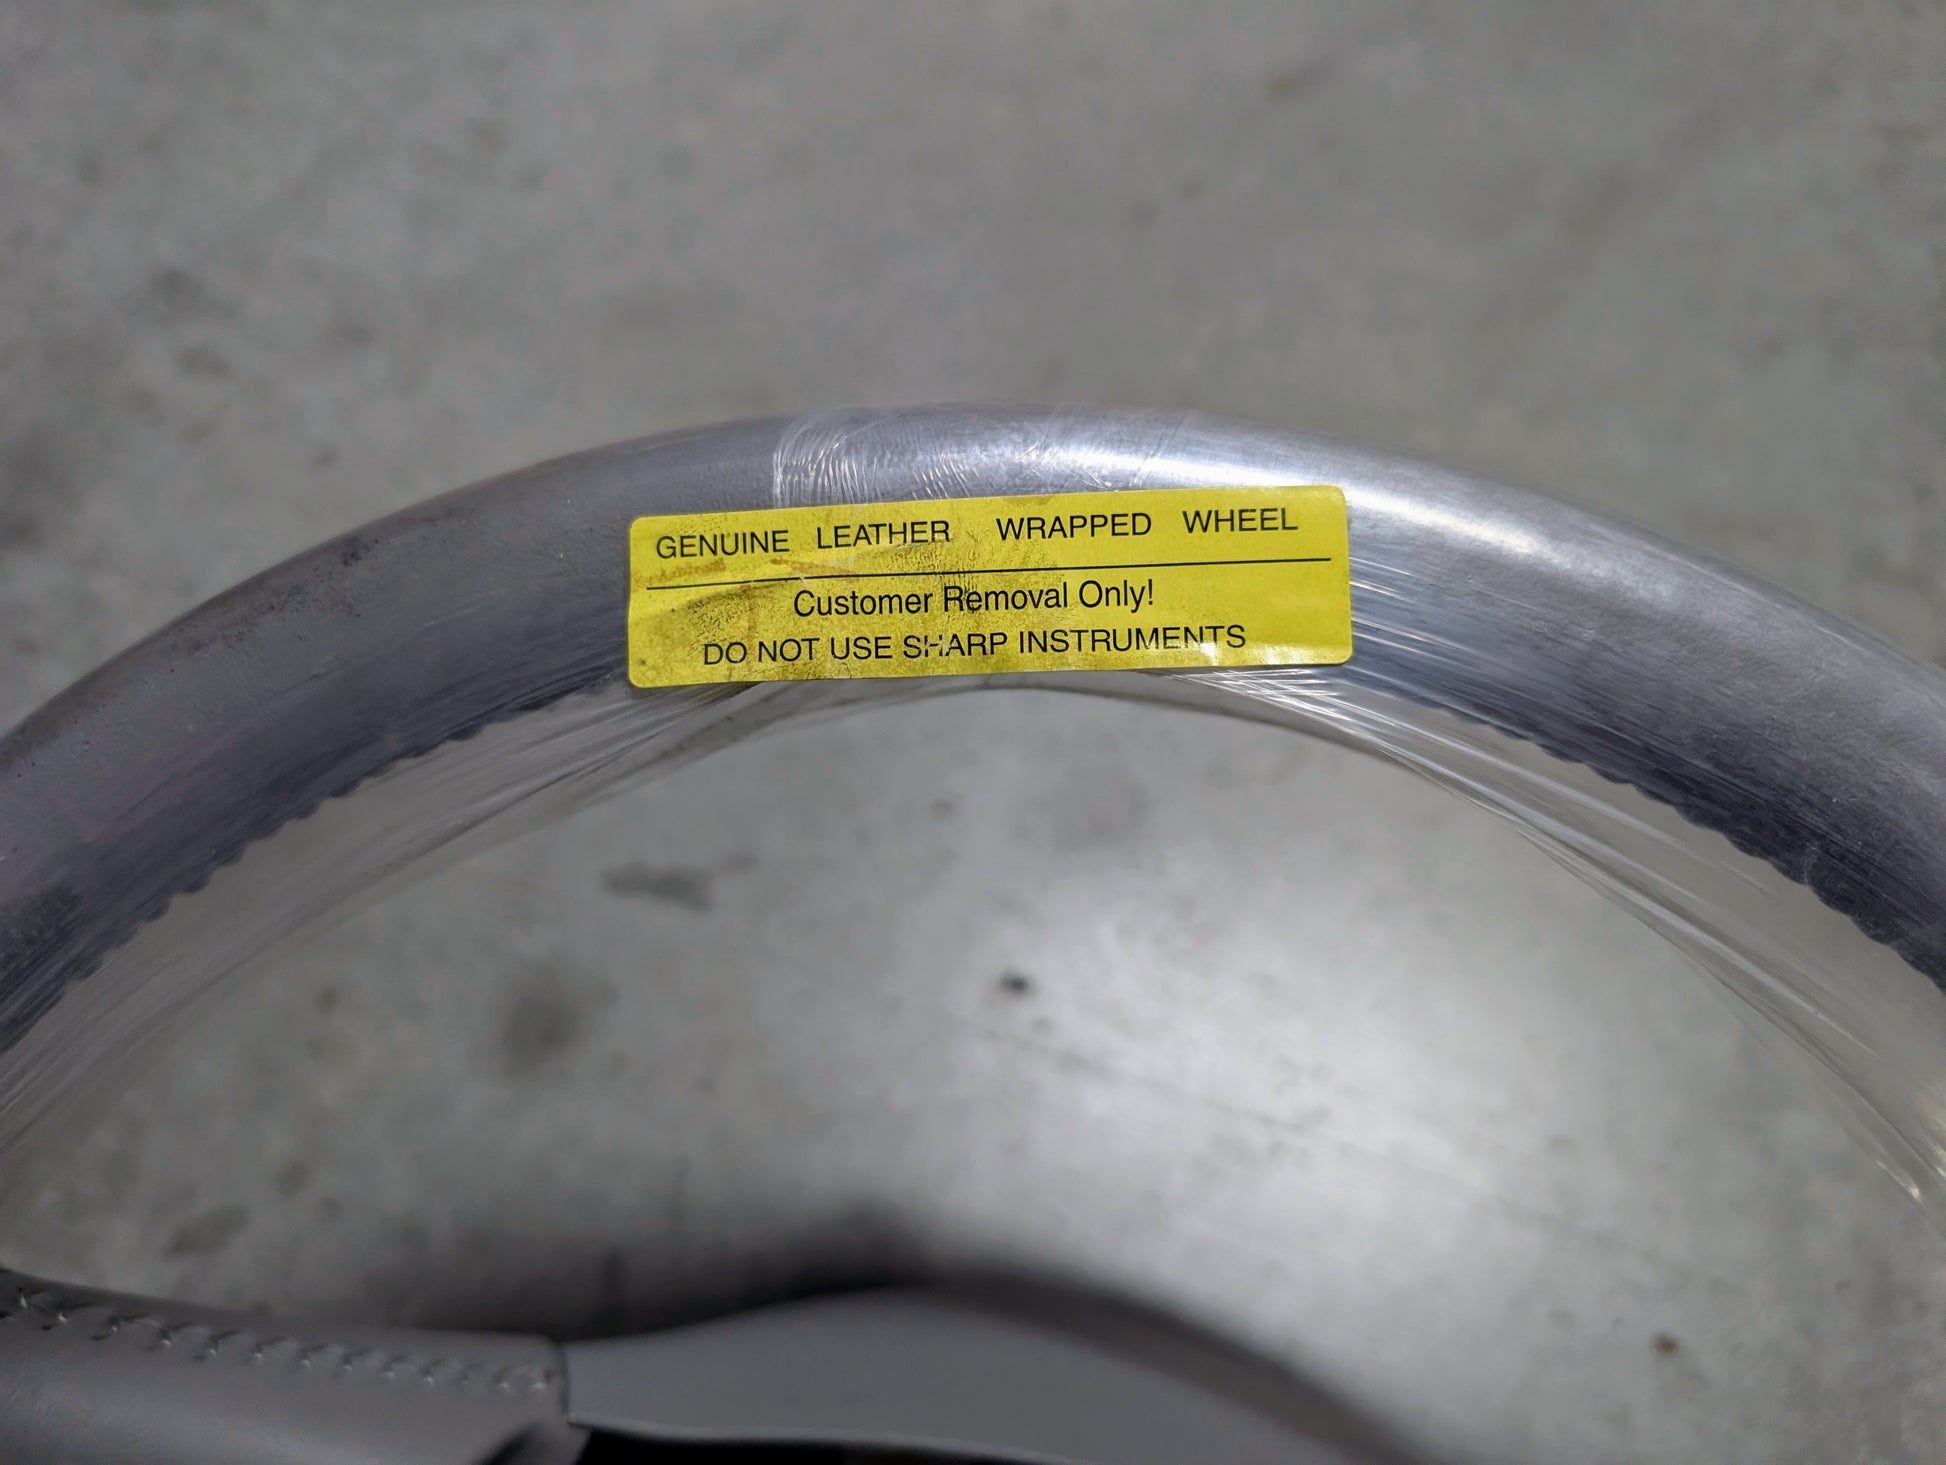 GENUINE LEATHER WRAPPED WHEEL
Customer Removal Only!
DO NOT USE SHARP INSTRUMENTS